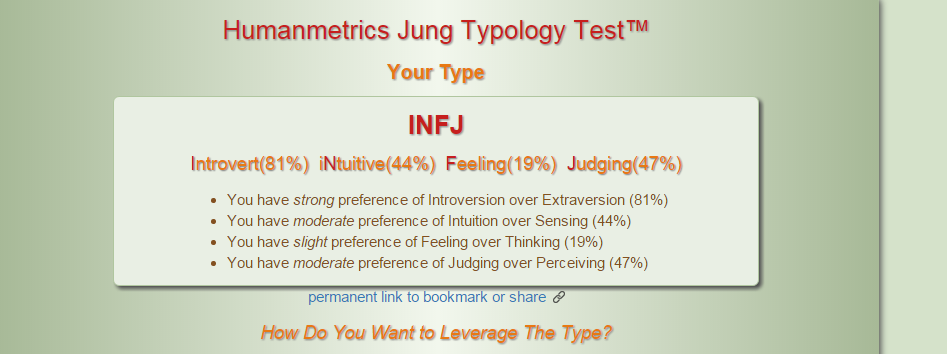 Humanmetrics Jung Typology Test™
Your Type
INFJ
Introvert(81%) iNtuitive(44%) Feeling(19%) Judging(47%)
You have strong preference of Introversion over Extraversion (81%)
You have moderate preference of Intuition over Sensing (44%)
You have slight preference of Feeling over Thinking (19%)
You have moderate preference of Judging over Perceiving (47%)
permanent link to bookmark or share
How Do You Want to Leverage The Type?